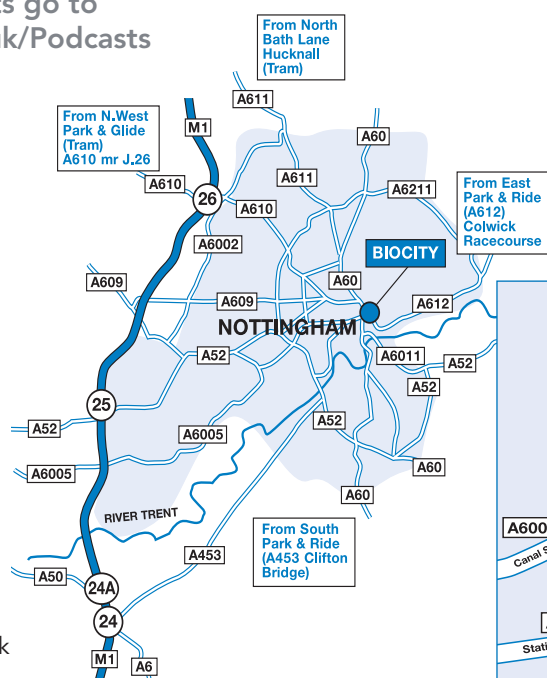 ts go to
uk/Podcasts
From North
Bath Lane
Hucknall
(Tram)
A611
From N.West
Park & Glide
(Tram)
A610 mr J.26
M1
A60
A611
A610
A6211
From East
Park & Ride
(A612)
Colwick
Racecourse
26
A610
A6002
BIOCITY
A609
A60
A609
A612
NOTTINGHAM
A52
A6011
A52
A52
25
A52
A52
A6005
A6005
A60
A60
RIVER TRENT
From South
Park & Ride
(A453 Clifton
Bridge)
A600
Canal S
A453
A50
24A
24
k
Stati
M1
A6